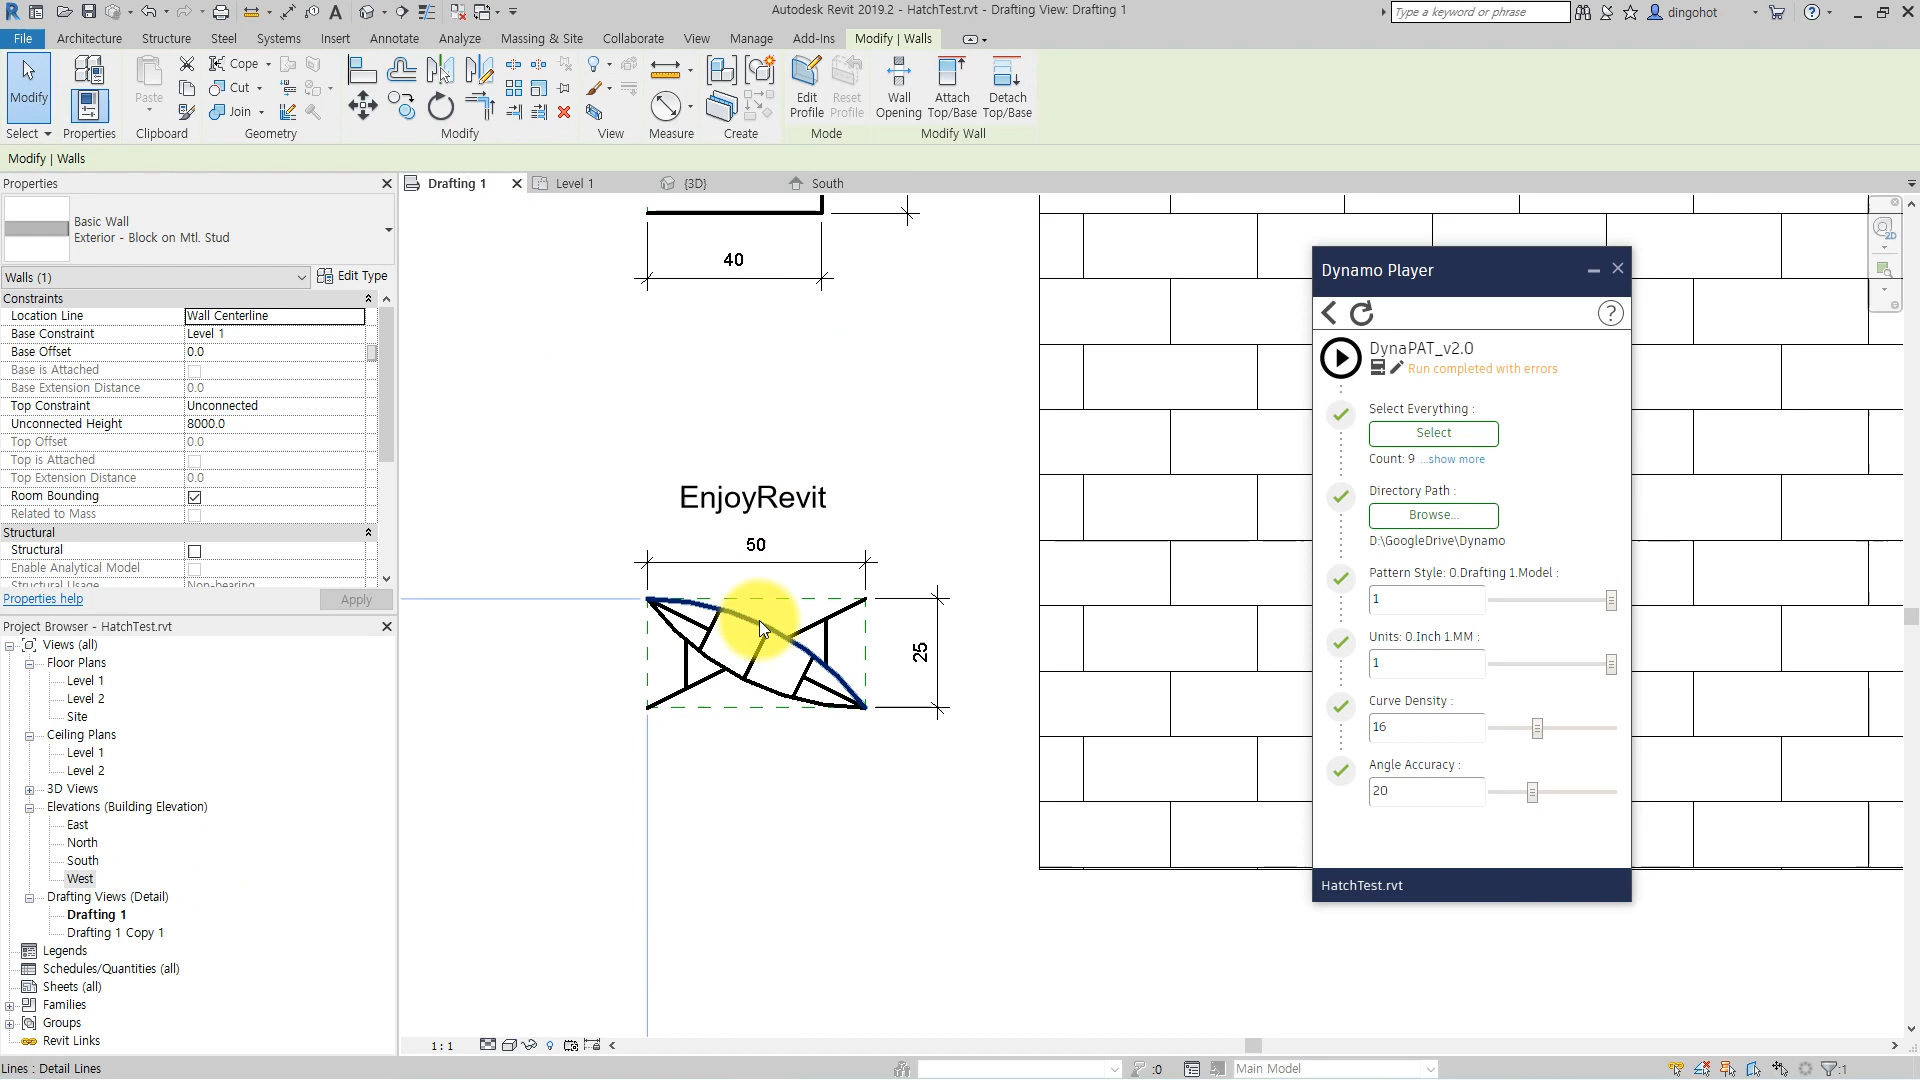 Autodesk Revit 2019.2 - HatchTest.rvt - Drafting View: Drafting 1
Type a keyword or phrase
dingohot
File
Architecture
Structure
Steel
Systems
Insert
Annotate
Analyze
Massing & Site
Collaborate
View
Manage
Add-Ins
Modify | Walls
Modify
Paste
Cope
Cut
Join
Edit
Profile
Reset
Profile
Wall
Opening
Attach
Top/Base
Detach
Top/Base
Select
Properties
Clipboard
Geometry
Modify
View
Measure
Create
Mode
Modify Wall
Modify | Walls
Properties
Drafting 1
Level 1
{3D}
South
Basic Wall
Exterior - Block on Mtl. Stud
Walls (1)
Edit Type
Constraints
Location Line Wall Centerline
Base Constraint Level 1
Base Offset 0.0
Base is Attached
Base Extension Distance 0.0
Top Constraint Unconnected
Unconnected Height 8000.0
Top Offset 0.0
Top is Attached
Top Extension Distance 0.0
Room Bounding
Related to Mass
Structural
Structural
Enable Analytical Model
Structural Usage Non-bearing
Properties help
Apply
Project Browser - HatchTest.rvt
Views (all)
Floor Plans
Level 1
Level 2
Site
Ceiling Plans
Level 1
Level 2
3D Views
Elevations (Building Elevation)
East
North
South
West
Drafting Views (Detail)
Drafting 1
Drafting 1 Copy 1
Legends
Schedules/Quantities (all)
Sheets (all)
Families
Groups
Revit Links
40
EnjoyRevit
50
25
2D
Dynamo Player
?
DynaPAT_v2.0
Run completed with errors
Select Everything :
Select
Count: 9 ...show more
Directory Path :
Browse...
D:\GoogleDrive\Dynamo
Pattern Style: 0.Drafting 1.Model :
1
Units: 0.Inch 1.MM :
1
Curve Density :
16
Angle Accuracy :
20
HatchTest.rvt
1 : 1
Lines : Detail Lines
:0
Main Model
:1